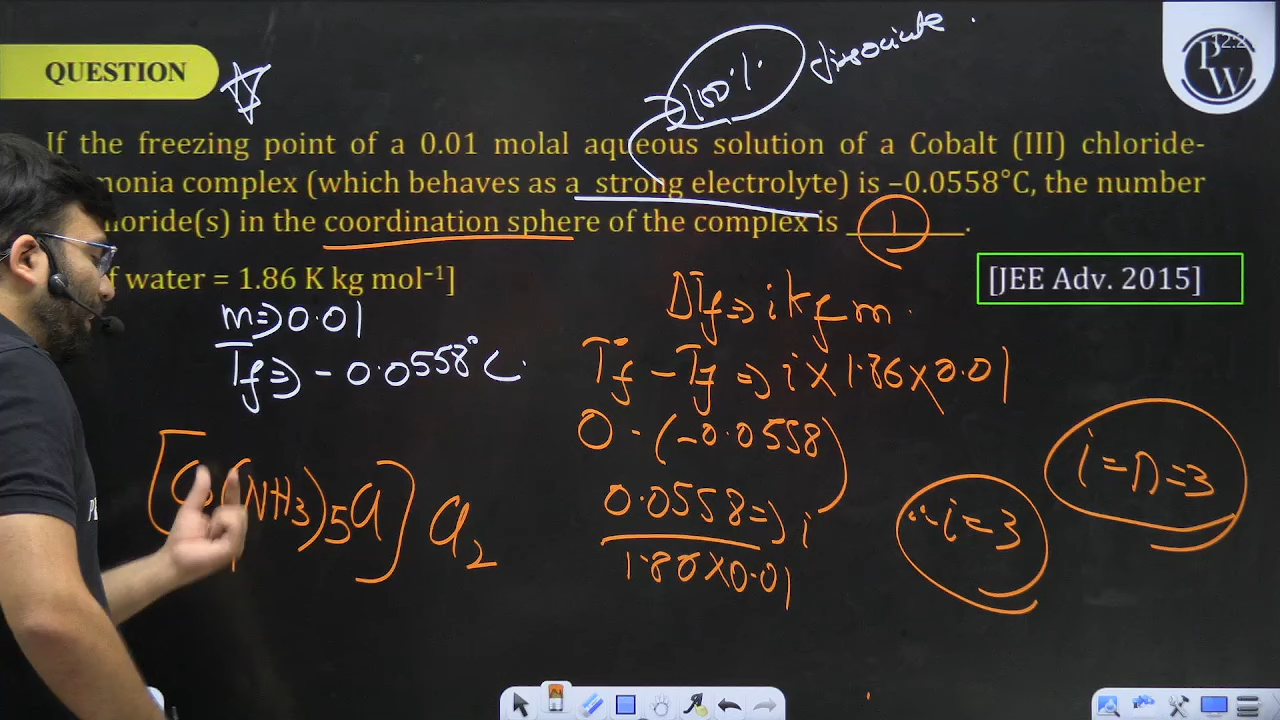 QUESTION
100% dissociate.
If the freezing point of a 0.01 molal aqueous solution of a Cobalt (III) chloride-
monia complex (which behaves as a strong electrolyte) is –0.0558°C, the number
horide(s) in the coordination sphere of the complex is ________.
1
f water = 1.86 K kg mol⁻¹]
[JEE Adv. 2015]
PW
m⇒0.01
Tf⇒ -0.0558°C
ΔTf⇒ i kf m.
T°f - Tf ⇒ i × 1.86 × 0.01
0 - (-0.0558)
0.0558 ⇒ i
1.86×0.01
∴ i = 3
i = n = 3
[Co(NH3)5Cl] Cl2